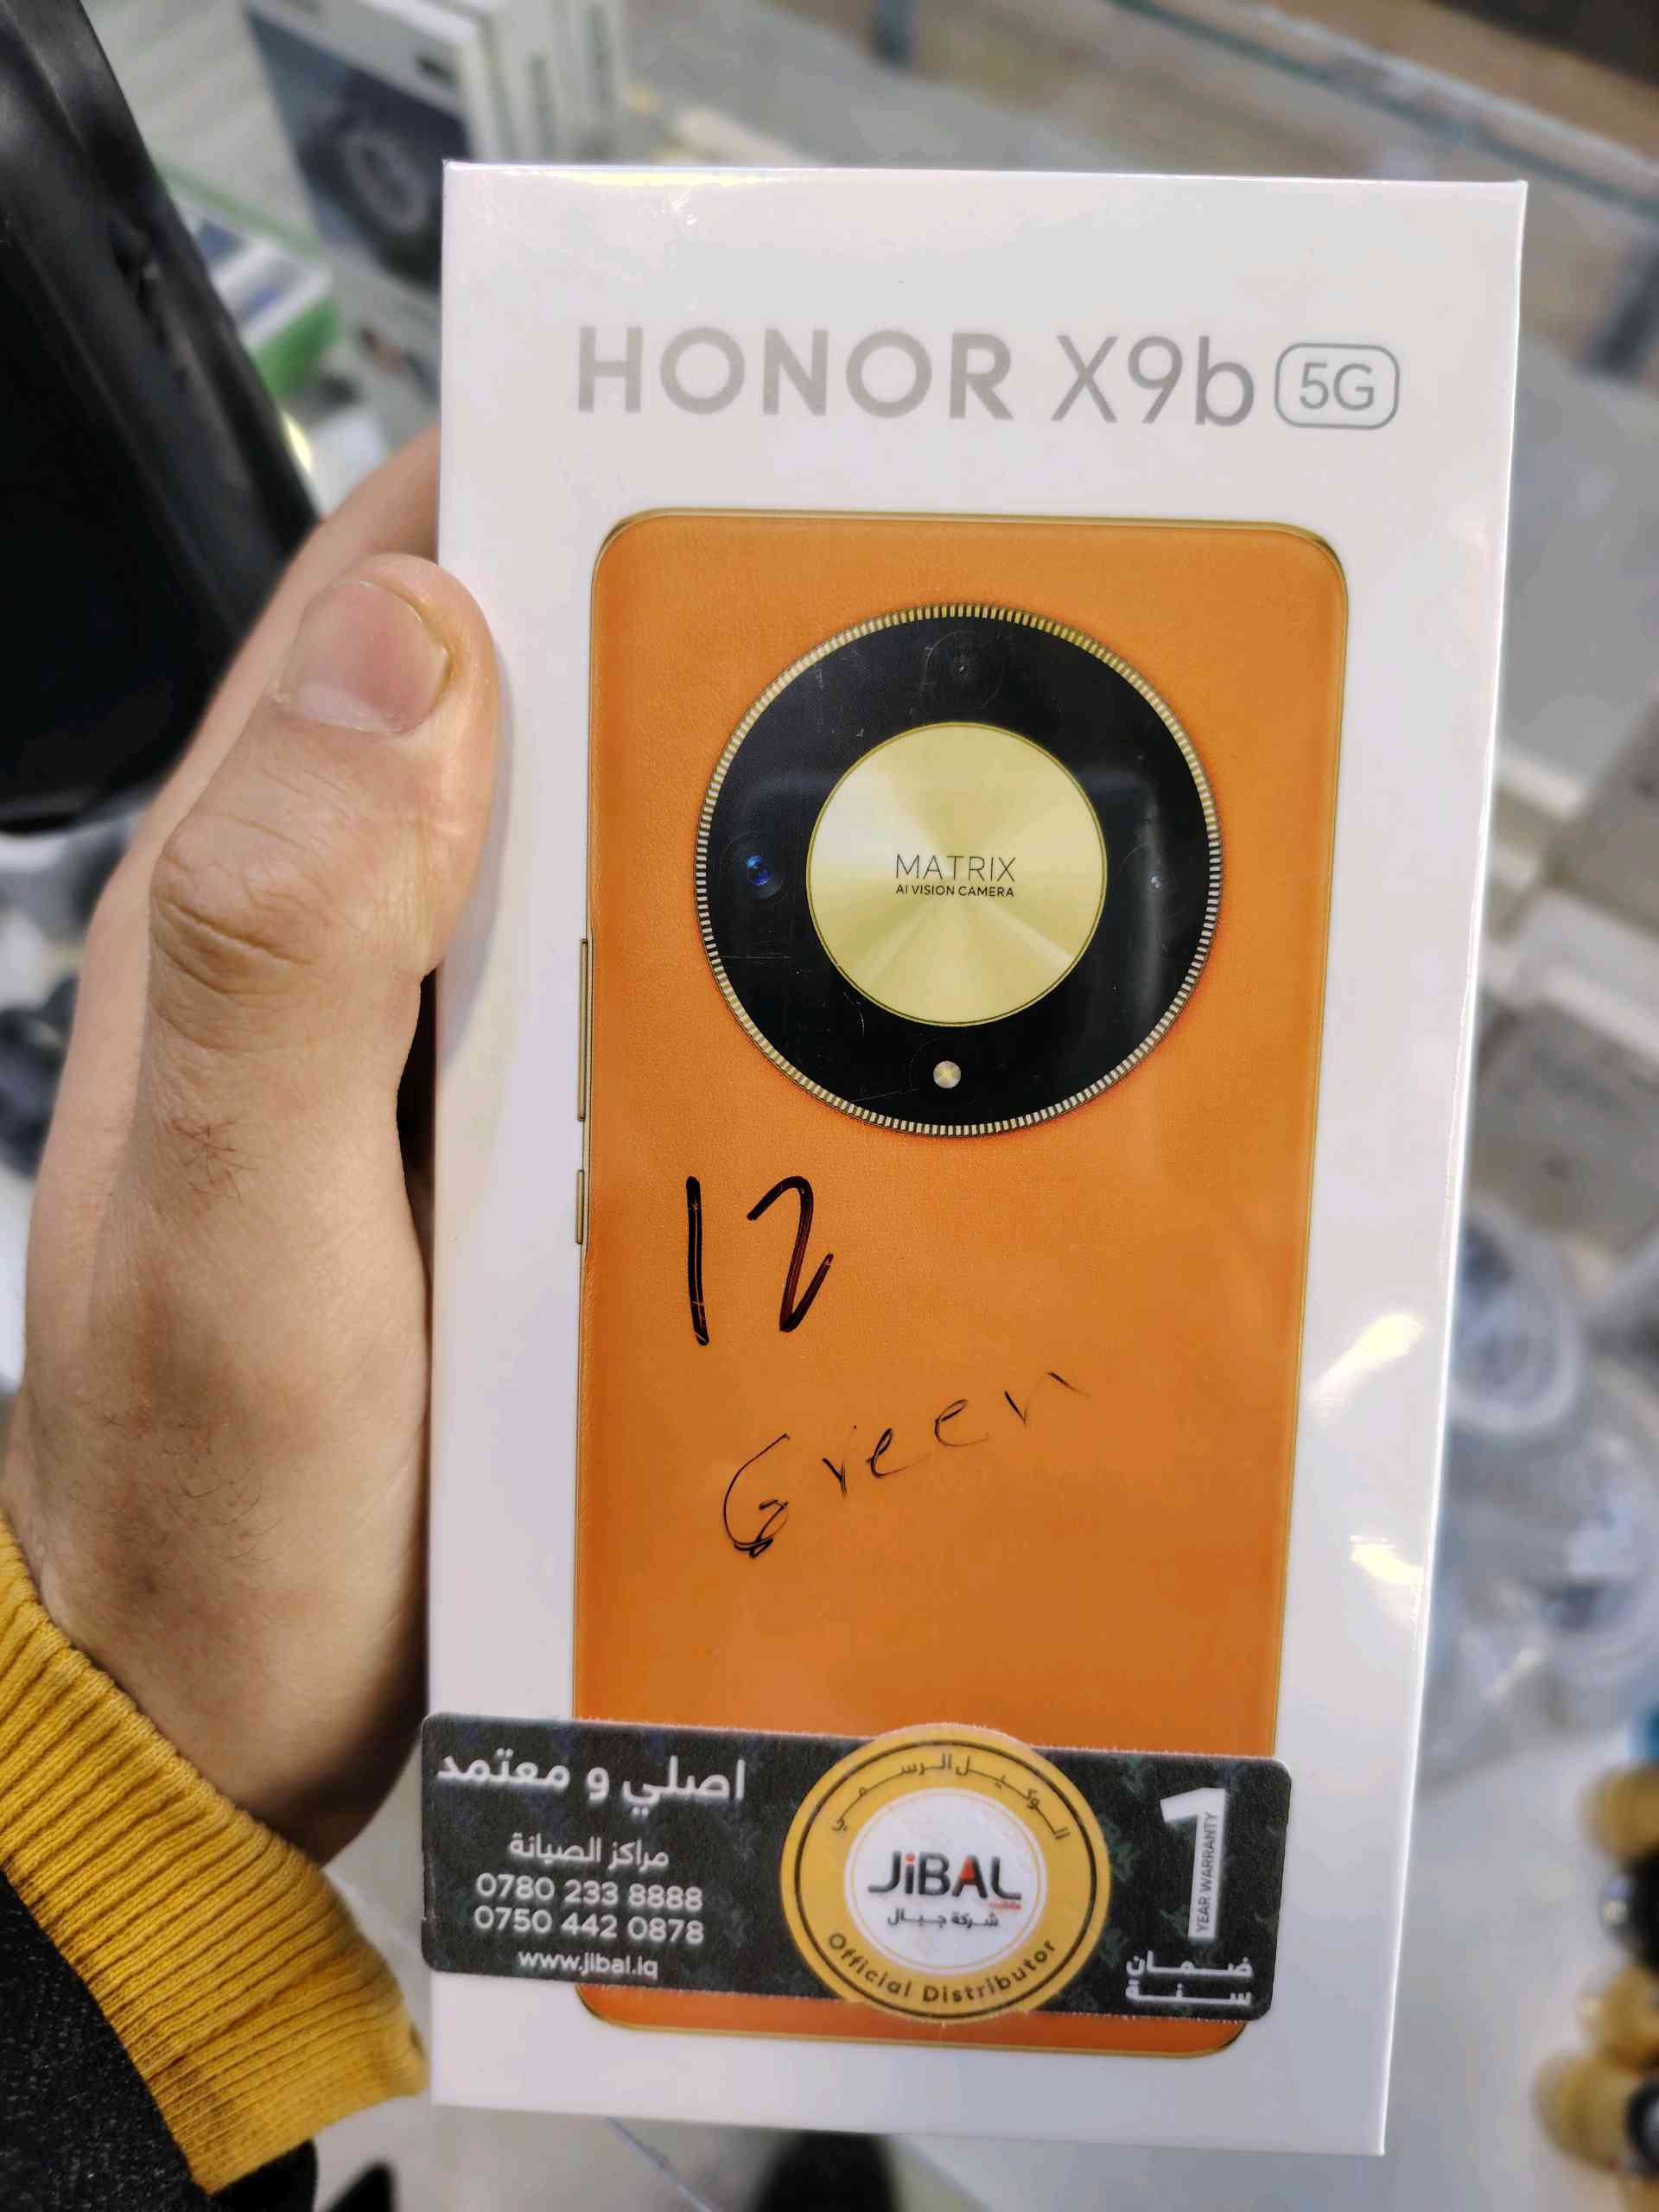 HONOR X9b 5G
MATRIX
AI VISION CAMERA
12
Green
اصلي و معتمد
مراكز الصيانة
0780 233 8888
0750 442 0878
www.jibal.iq
الوكيل الرسمي
JiBAL
شركة جبال
Official Distributor
1
YEAR WARRANTY
ضمان
سنة